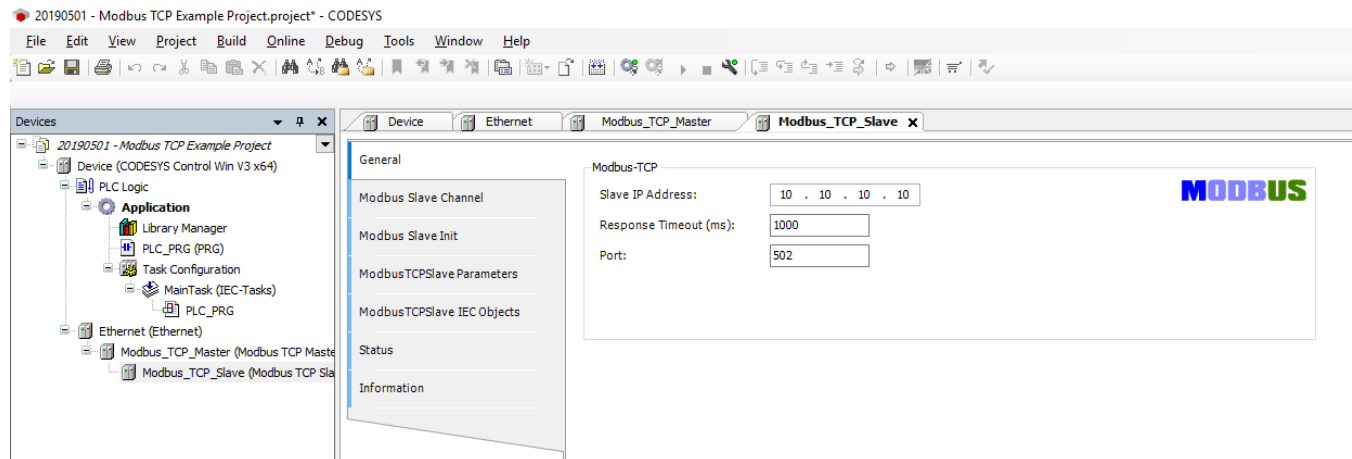 20190501 - Modbus TCP Example Project.project* - CODESYS
File Edit View Project Build Online Debug Tools Window Help
Devices
20190501 - Modbus TCP Example Project
Device (CODESYS Control Win V3 x64)
PLC Logic
Application
Library Manager
PLC_PRG (PRG)
Task Configuration
MainTask (IEC-Tasks)
PLC_PRG
Ethernet (Ethernet)
Modbus_TCP_Master (Modbus TCP Maste
Modbus_TCP_Slave (Modbus TCP Sla
Device Ethernet Modbus_TCP_Master Modbus_TCP_Slave
General
Modbus Slave Channel
Modbus Slave Init
ModbusTCPSlave Parameters
ModbusTCPSlave IEC Objects
Status
Information
Modbus-TCP
Slave IP Address: 10 . 10 . 10 . 10
Response Timeout (ms): 1000
Port: 502
MODBUS